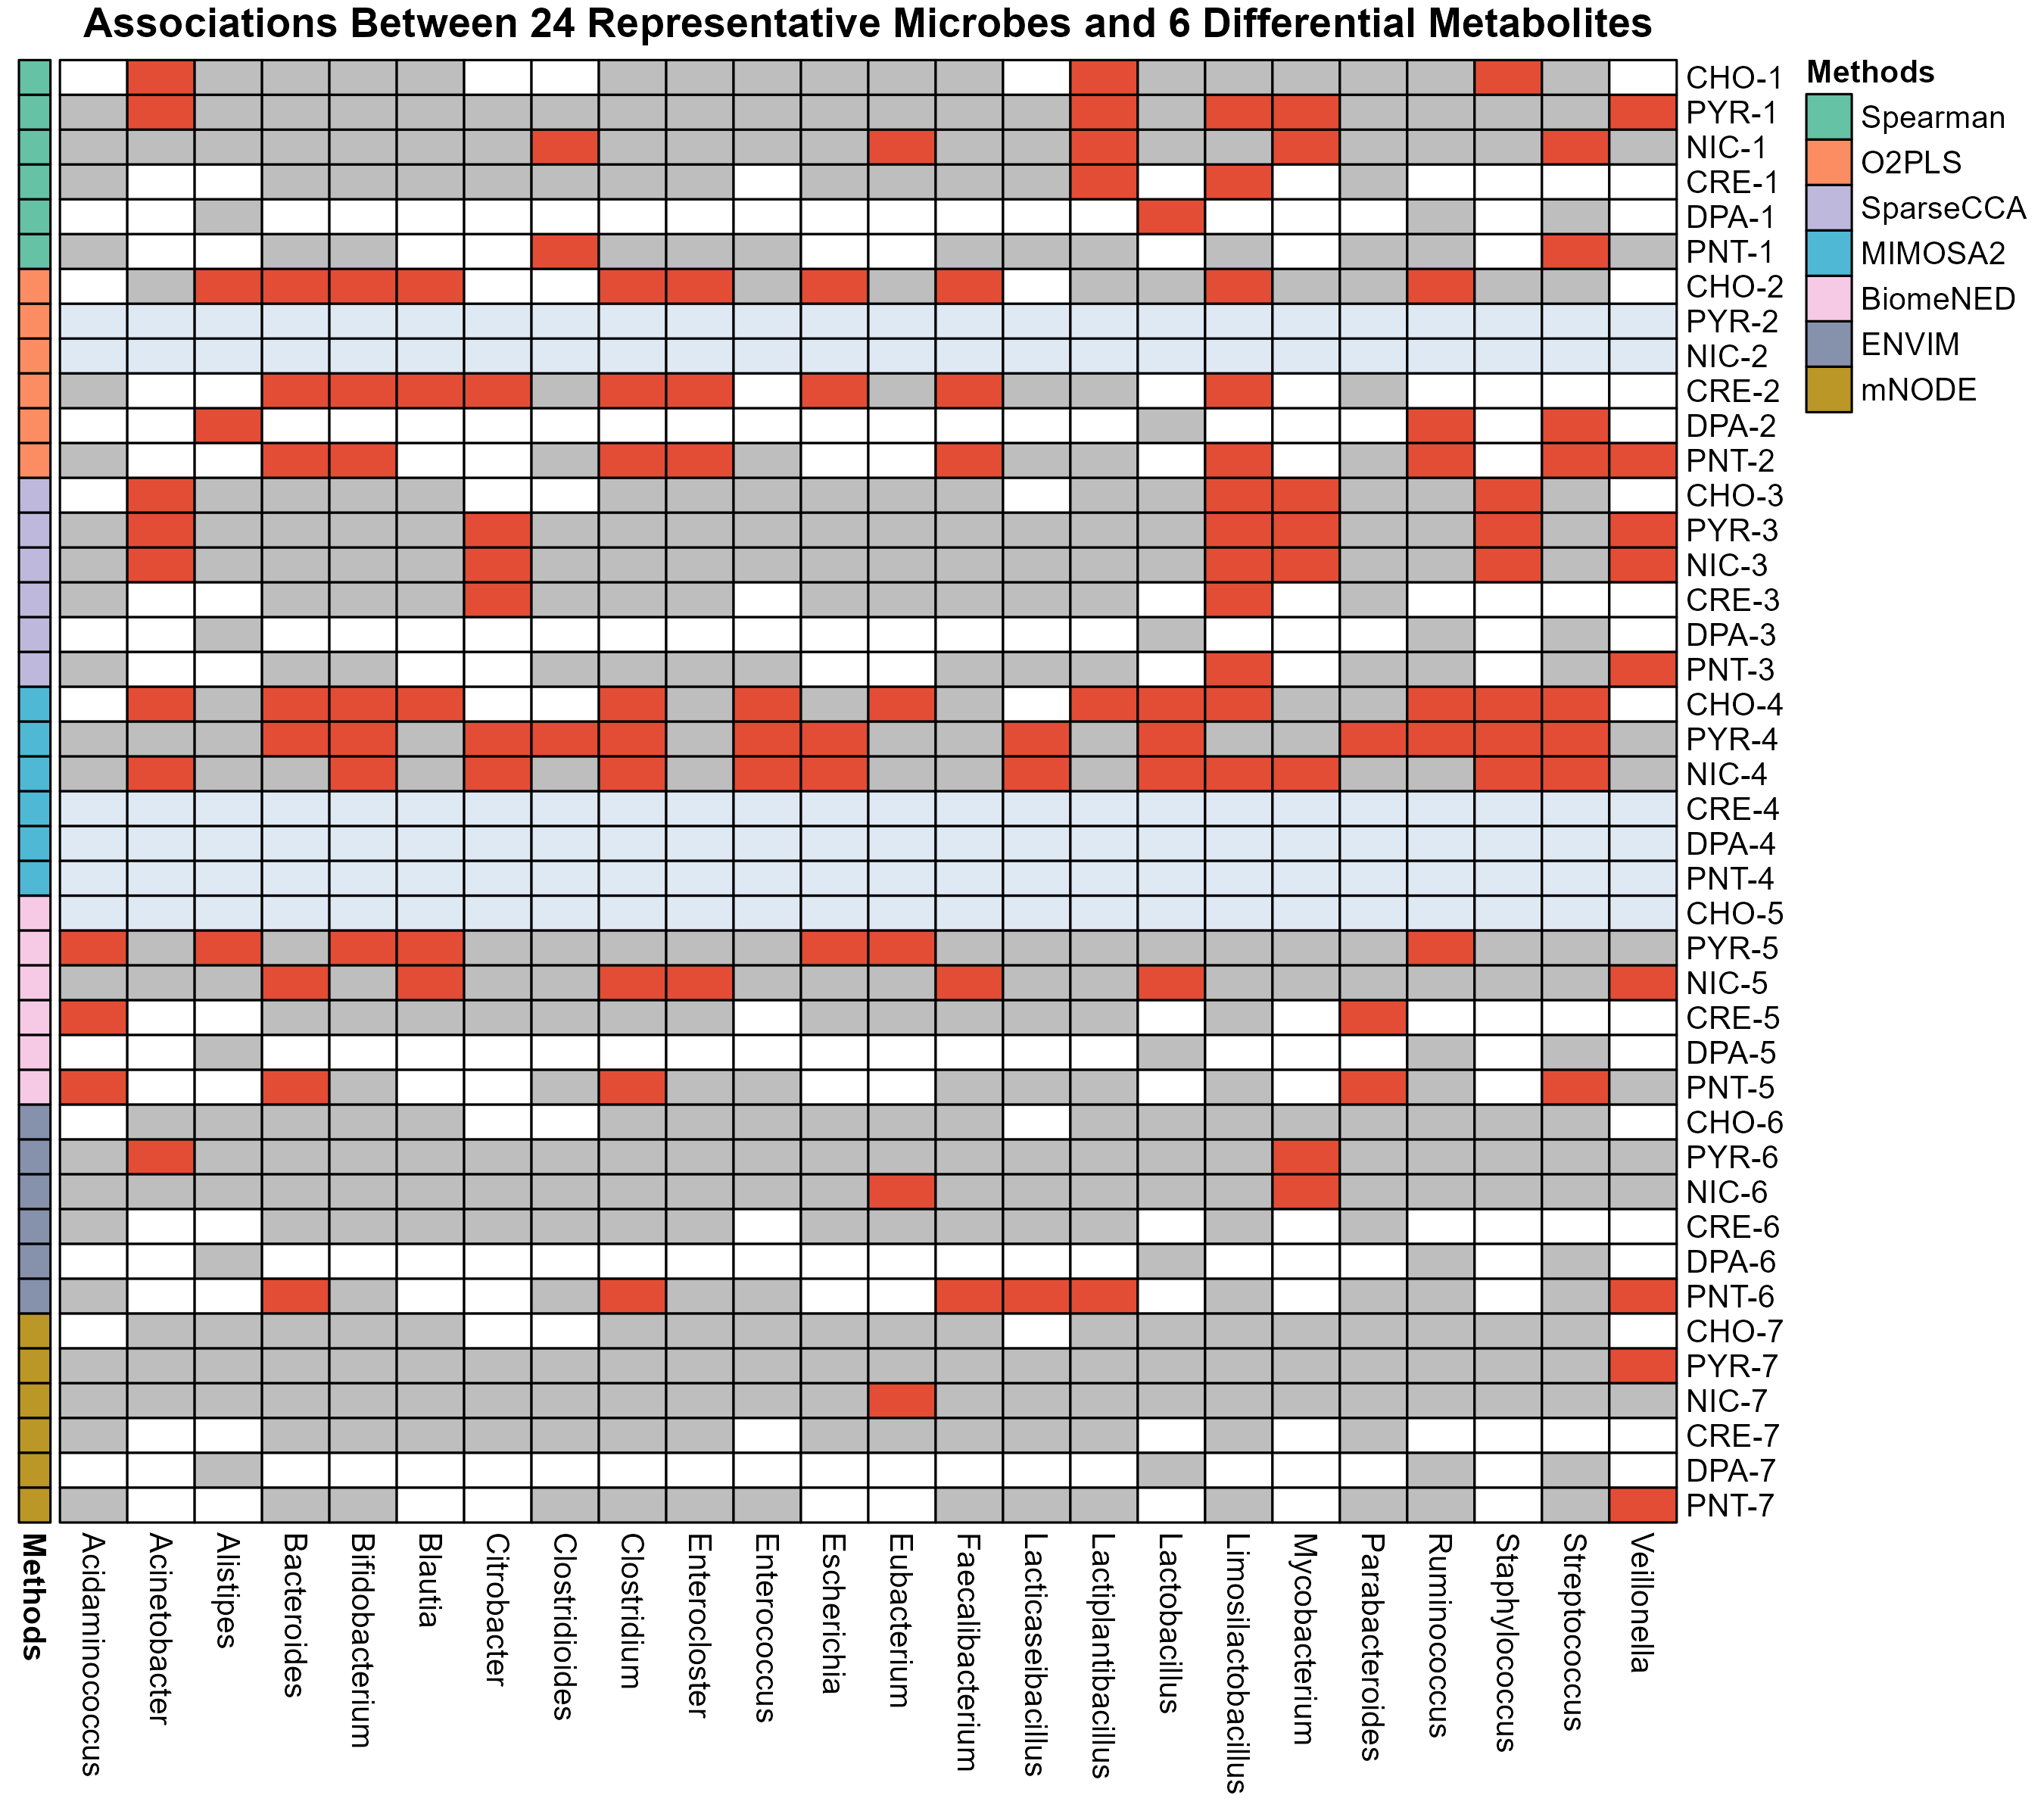 Associations Between 24 Representative Microbes and 6 Differential Metabolites
CHO-1
PYR-1
NIC-1
CRE-1
DPA-1
PNT-1
CHO-2
PYR-2
NIC-2
CRE-2
DPA-2
PNT-2
CHO-3
PYR-3
NIC-3
CRE-3
DPA-3
PNT-3
CHO-4
PYR-4
NIC-4
CRE-4
DPA-4
PNT-4
CHO-5
PYR-5
NIC-5
CRE-5
DPA-5
PNT-5
CHO-6
PYR-6
NIC-6
CRE-6
DPA-6
PNT-6
CHO-7
PYR-7
NIC-7
CRE-7
DPA-7
PNT-7
Methods
Spearman
O2PLS
SparseCCA
MIMOSA2
BiomeNED
ENVIM
mNODE
Methods
Acidaminococcus
Acinetobacter
Alistipes
Bacteroides
Bifidobacterium
Blautia
Citrobacter
Clostridioides
Clostridium
Enterocloster
Enterococcus
Escherichia
Eubacterium
Faecalibacterium
Lacticaseibacillus
Lactiplantibacillus
Lactobacillus
Limosilactobacillus
Mycobacterium
Parabacteroides
Ruminococcus
Staphylococcus
Streptococcus
Veillonella